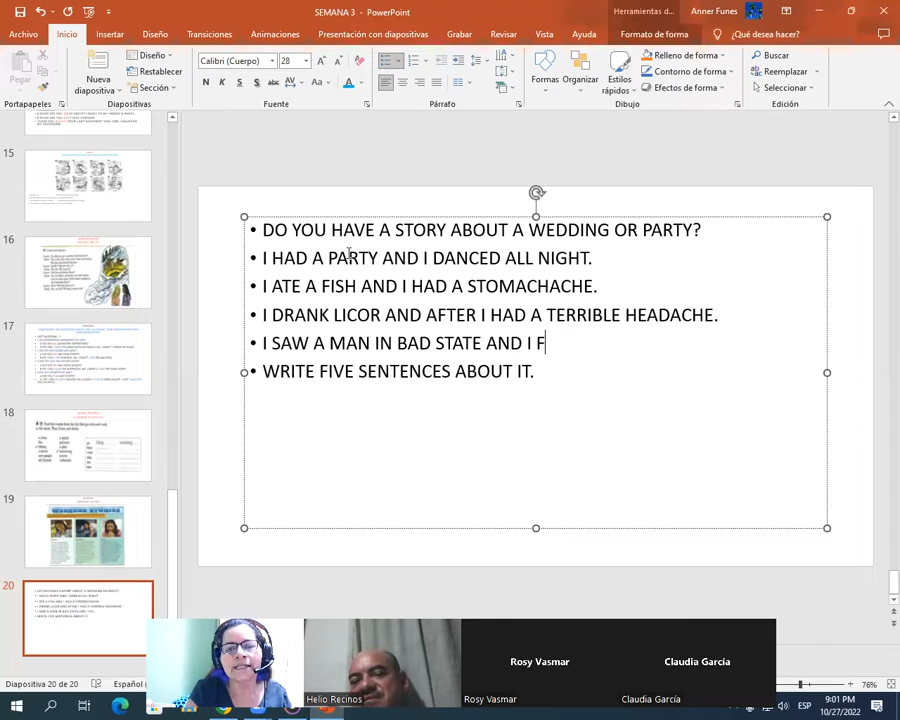 SEMANA 3 - PowerPoint
Herramientas d...
Anner Funes
Archivo Inicio Insertar Diseño Transiciones Animaciones Presentación con diapositivas Grabar Revisar Vista Ayuda Formato de forma ¿Qué desea hacer?
Pegar
Nueva diapositiva
Diseño
Restablecer
Sección
Calibri (Cuerpo) 28
N K S S abc AV Aa A
Formas Organizar Estilos rápidos
Relleno de forma
Contorno de forma
Efectos de forma
Buscar
Reemplazar
Seleccionar
Portapapeles Diapositivas Fuente Párrafo Dibujo Edición
15
16
17
18
19
20
• DO YOU HAVE A STORY ABOUT A WEDDING OR PARTY?
• I HAD A PARTY AND I DANCED ALL NIGHT.
• I ATE A FISH AND I HAD A STOMACHACHE.
• I DRANK LICOR AND AFTER I HAD A TERRIBLE HEADACHE.
• I SAW A MAN IN BAD STATE AND I F
• WRITE FIVE SENTENCES ABOUT IT.
Rosy Vasmar
Claudia García
Helio Recinos
Rosy Vasmar
Claudia García
Diapositiva 20 de 20
Español
76%
ESP
9:01 PM
10/27/2022